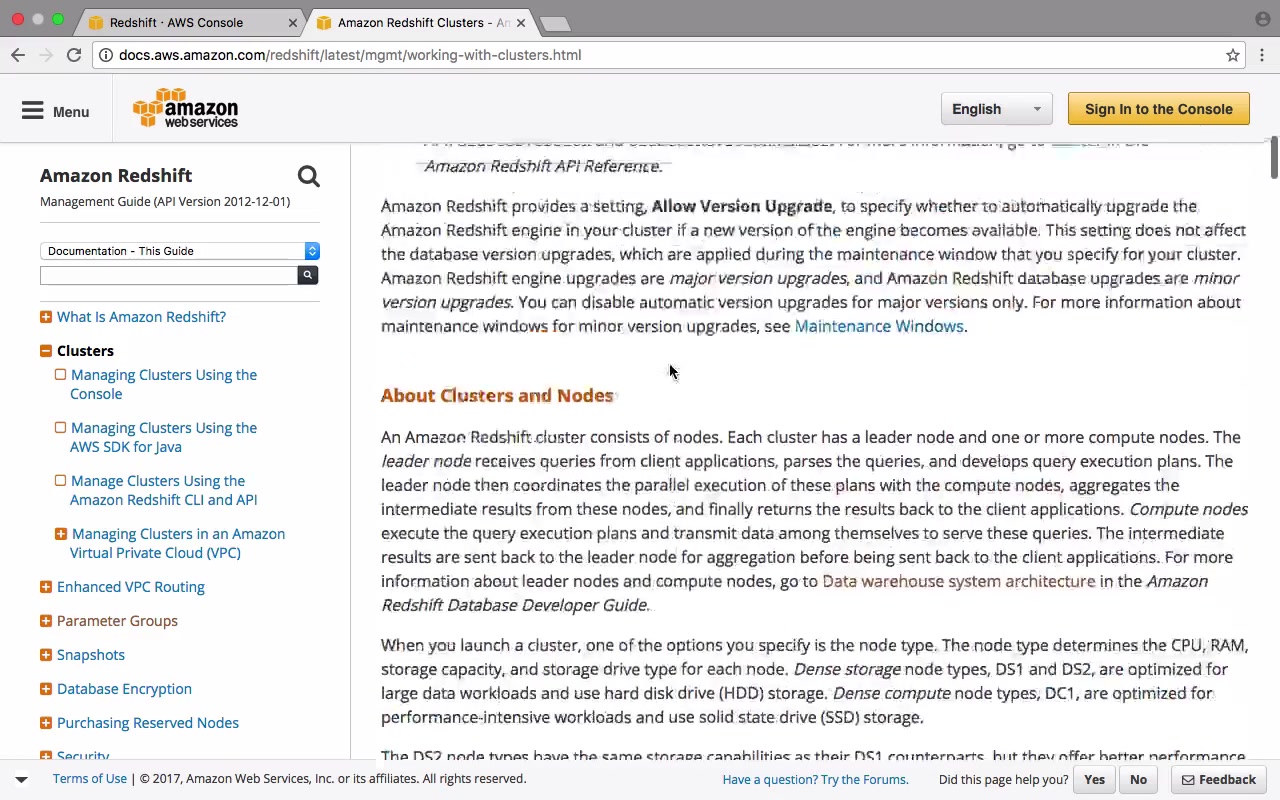 Redshift · AWS Console
Amazon Redshift Clusters - An
docs.aws.amazon.com/redshift/latest/mgmt/working-with-clusters.html
Menu
amazon
webservices
English
Sign In to the Console
Amazon Redshift
Management Guide (API Version 2012-12-01)
Documentation - This Guide
What Is Amazon Redshift?
Clusters
Managing Clusters Using the
Console
Managing Clusters Using the
AWS SDK for Java
Manage Clusters Using the
Amazon Redshift CLI and API
Managing Clusters in an Amazon
Virtual Private Cloud (VPC)
Enhanced VPC Routing
Parameter Groups
Snapshots
Database Encryption
Purchasing Reserved Nodes
Security
Amazon Redshift API Reference.
Amazon Redshift provides a setting, Allow Version Upgrade, to specify whether to automatically upgrade the
Amazon Redshift engine in your cluster if a new version of the engine becomes available. This setting does not affect
the database version upgrades, which are applied during the maintenance window that you specify for your cluster.
Amazon Redshift engine upgrades are major version upgrades, and Amazon Redshift database upgrades are minor
version upgrades. You can disable automatic version upgrades for major versions only. For more information about
maintenance windows for minor version upgrades, see Maintenance Windows.
About Clusters and Nodes
An Amazon Redshift cluster consists of nodes. Each cluster has a leader node and one or more compute nodes. The
leader node receives queries from client applications, parses the queries, and develops query execution plans. The
leader node then coordinates the parallel execution of these plans with the compute nodes, aggregates the
intermediate results from these nodes, and finally returns the results back to the client applications. Compute nodes
execute the query execution plans and transmit data among themselves to serve these queries. The intermediate
results are sent back to the leader node for aggregation before being sent back to the client applications. For more
information about leader nodes and compute nodes, go to Data warehouse system architecture in the Amazon
Redshift Database Developer Guide.
When you launch a cluster, one of the options you specify is the node type. The node type determines the CPU, RAM,
storage capacity, and storage drive type for each node. Dense storage node types, DS1 and DS2, are optimized for
large data workloads and use hard disk drive (HDD) storage. Dense compute node types, DC1, are optimized for
performance-intensive workloads and use solid state drive (SSD) storage.
The DS2 node types have the same storage capabilities as their DS1 counterparts, but they offer better performance
Terms of Use | © 2017, Amazon Web Services, Inc. or its affiliates. All rights reserved.
Have a question? Try the Forums.
Did this page help you?
Yes
No
Feedback